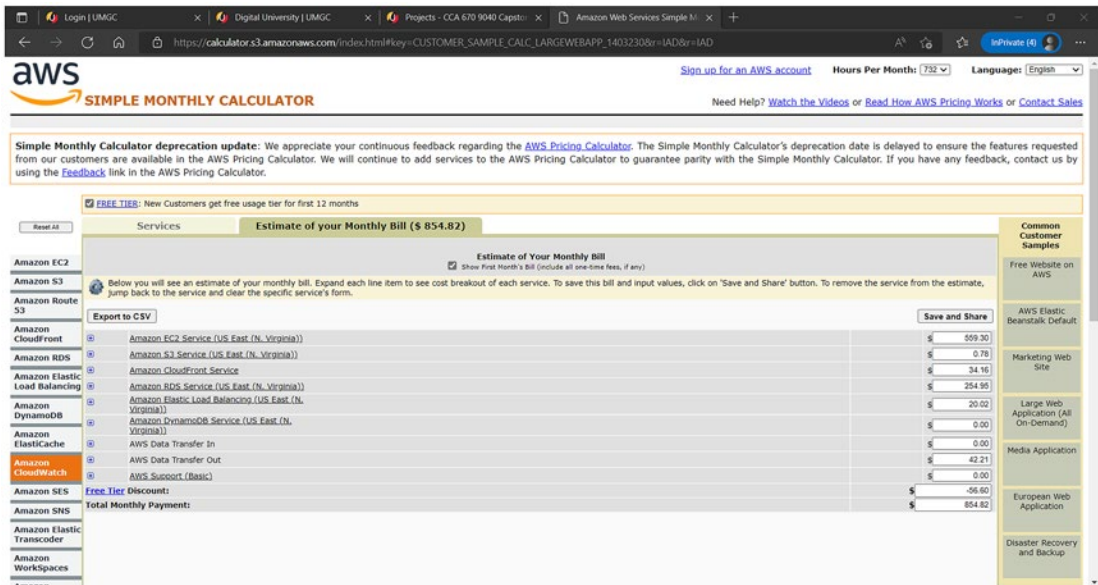 Login | UMGC
Digital University | UMGC
Projects - CCA 670 9040 Capstor
Amazon Web Services Simple M
https://calculator.s3.amazonaws.com/index.html#key=CUSTOMER_SAMPLE_CALC_LARGEWEBAPP_1403230&r=IAD&r=IAD
InPrivate (4)
aws
SIMPLE MONTHLY CALCULATOR
Sign up for an AWS account Hours Per Month: 732 Language: English
Need Help? Watch the Videos or Read How AWS Pricing Works or Contact Sales
Simple Monthly Calculator deprecation update: We appreciate your continuous feedback regarding the AWS Pricing Calculator. The Simple Monthly Calculator's deprecation date is delayed to ensure the features requested
from our customers are available in the AWS Pricing Calculator. We will continue to add services to the AWS Pricing Calculator to guarantee parity with the Simple Monthly Calculator. If you have any feedback, contact us by
using the Feedback link in the AWS Pricing Calculator.
FREE TIER: New Customers get free usage tier for first 12 months
Reset All
Services
Estimate of your Monthly Bill ($ 854.82)
Estimate of Your Monthly Bill
Show First Month's Bill (include all one-time fees, if any)
Below you will see an estimate of your monthly bill. Expand each line item to see cost breakout of each service. To save this bill and input values, click on 'Save and Share' button. To remove the service from the estimate,
jump back to the service and clear the specific service's form.
Export to CSV
Save and Share
Amazon EC2 Service (US East (N. Virginia)) $ 559.30
Amazon S3 Service (US East (N. Virginia)) $ 0.78
Amazon CloudFront Service $ 34.16
Amazon RDS Service (US East (N. Virginia)) $ 254.95
Amazon Elastic Load Balancing (US East (N.
Virginia)) $ 20.02
Amazon DynamoDB Service (US East (N.
Virginia)) $ 0.00
AWS Data Transfer In $ 0.00
AWS Data Transfer Out $ 42.21
AWS Support (Basic) $ 0.00
Free Tier Discount: $ -56.60
Total Monthly Payment: $ 854.82
Amazon EC2
Amazon S3
Amazon Route
53
Amazon
CloudFront
Amazon RDS
Amazon Elastic
Load Balancing
Amazon
DynamoDB
Amazon
ElastiCache
Amazon
CloudWatch
Amazon SES
Amazon SNS
Amazon Elastic
Transcoder
Amazon
WorkSpaces
Common
Customer
Samples
Free Website on
AWS
AWS Elastic
Beanstalk Default
Marketing Web
Site
Large Web
Application (All
On-Demand)
Media Application
European Web
Application
Disaster Recovery
and Backup